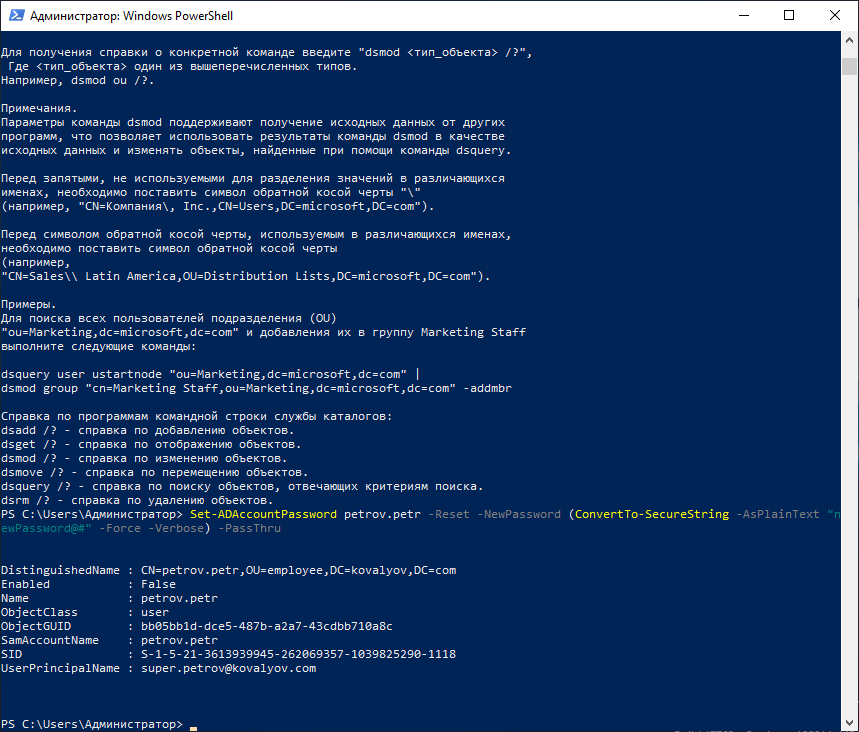 Администратор: Windows PowerShell
Для получения справки о конкретной команде введите "dsmod <тип_объекта> /?",
 Где <тип_объекта> один из вышеперечисленных типов.
Например, dsmod ou /?.
Примечания.
Параметры команды dsmod поддерживают получение исходных данных от других
программ, что позволяет использовать результаты команды dsmod в качестве
исходных данных и изменять объекты, найденные при помощи команды dsquery.
Перед запятыми, не используемыми для разделения значений в различающихся
именах, необходимо поставить символ обратной косой черты "\"
(например, "CN=Компания\, Inc.,CN=Users,DC=microsoft,DC=com").
Перед символом обратной косой черты, используемым в различающихся именах,
необходимо поставить символ обратной косой черты
(например,
"CN=Sales\\ Latin America,OU=Distribution Lists,DC=microsoft,DC=com").
Примеры.
Для поиска всех пользователей подразделения (OU)
"ou=Marketing,dc=microsoft,dc=com" и добавления их в группу Marketing Staff
выполните следующие команды:
dsquery user ustartnode "ou=Marketing,dc=microsoft,dc=com" |
dsmod group "cn=Marketing Staff,ou=Marketing,dc=microsoft,dc=com" -addmbr
Справка по программам командной строки службы каталогов:
dsadd /? - справка по добавлению объектов.
dsget /? - справка по отображению объектов.
dsmod /? - справка по изменению объектов.
dsmove /? - справка по перемещению объектов.
dsquery /? - справка по поиску объектов, отвечающих критериям поиска.
dsrm /? - справка по удалению объектов.
PS C:\Users\Администратор> Set-ADAccountPassword petrov.petr -Reset -NewPassword (ConvertTo-SecureString -AsPlainText "n
ewPassword@#" -Force -Verbose) -PassThru
DistinguishedName : CN=petrov.petr,OU=employee,DC=kovalyov,DC=com
Enabled           : False
Name              : petrov.petr
ObjectClass       : user
ObjectGUID        : bb05bb1d-dce5-487b-a2a7-43cdbb710a8c
SamAccountName    : petrov.petr
SID               : S-1-5-21-3613939945-262069357-1039825290-1118
UserPrincipalName : super.petrov@kovalyov.com
PS C:\Users\Администратор>